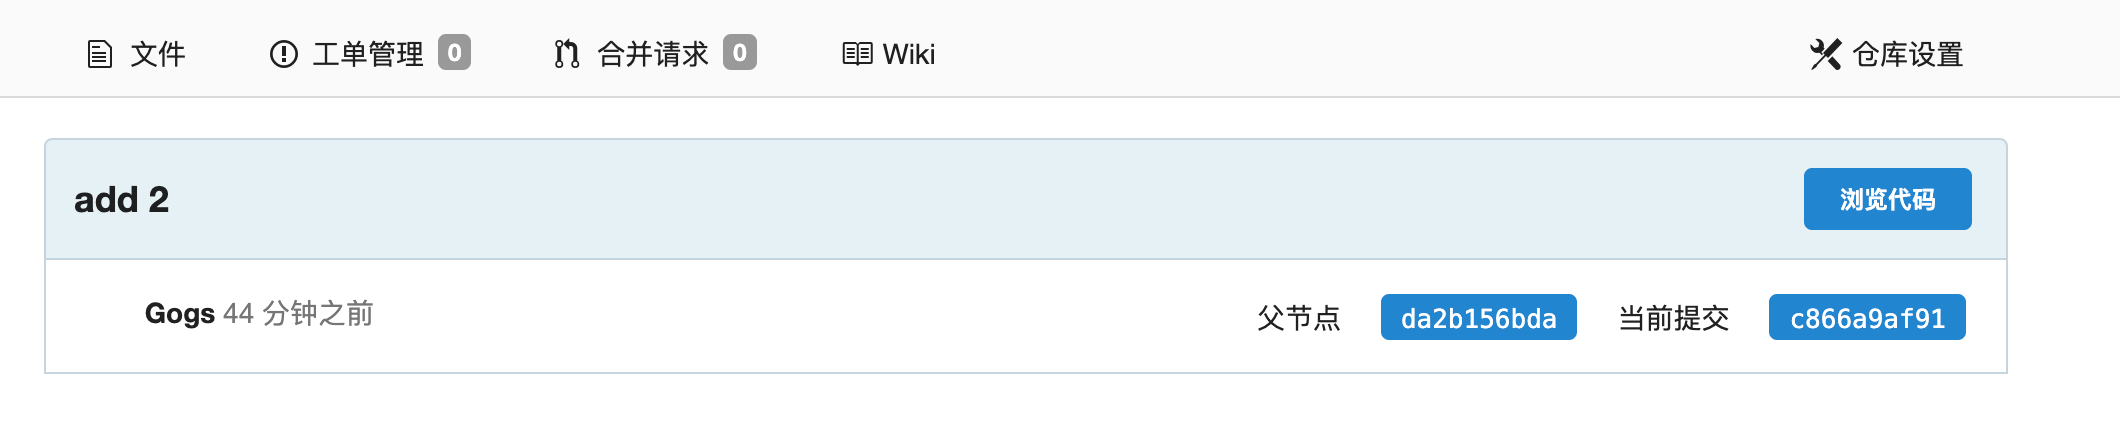 文件 工单管理 0 合并请求 0 Wiki 仓库设置
add 2 浏览代码
Gogs 44 分钟之前 父节点 da2b156bda 当前提交 c866a9af91